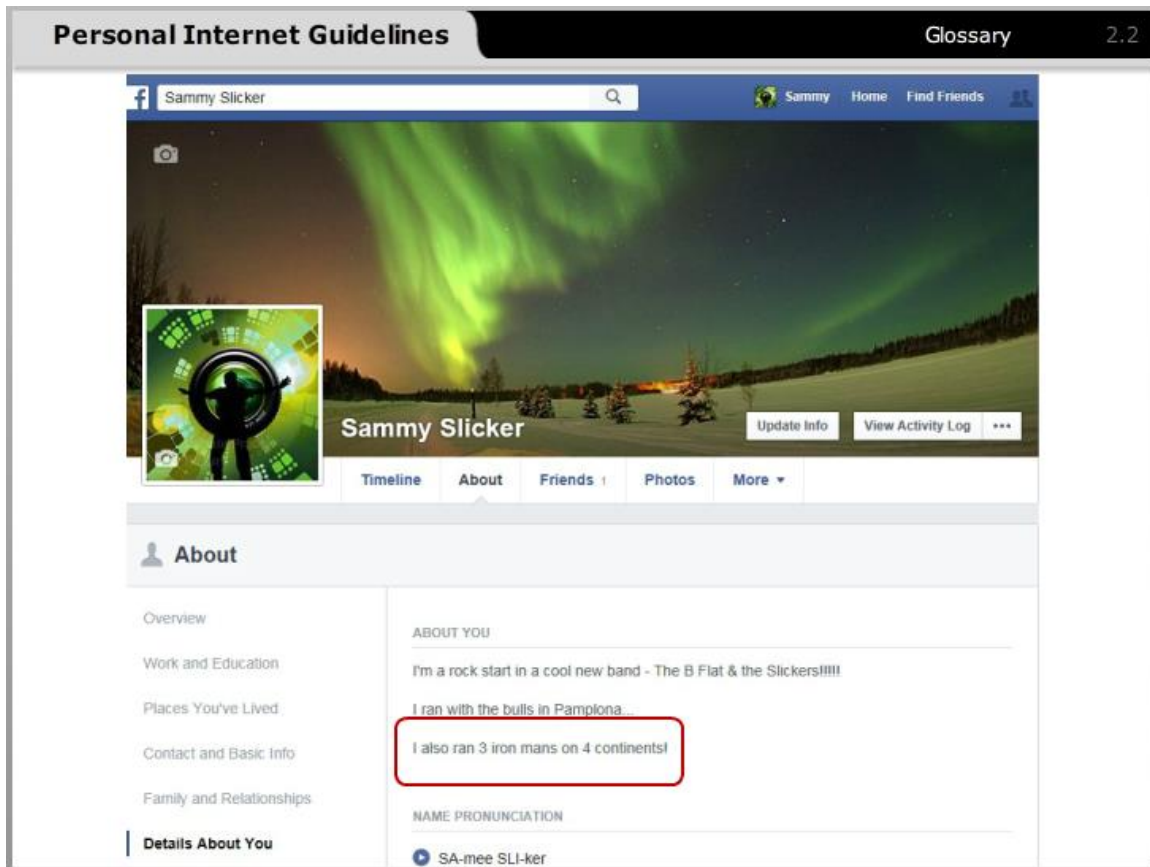 Personal Internet Guidelines
Glossary 2.2
f Sammy Slicker Sammy Home Find Friends
Sammy Slicker
Update Info View Activity Log
Timeline About Friends 1 Photos More
About
Overview
Work and Education
Places You've Lived
Contact and Basic Info
Family and Relationships
Details About You
ABOUT YOU
I'm a rock start in a cool new band - The B Flat & the Slickers!!!!!
I ran with the bulls in Pamplona...
I also ran 3 iron mans on 4 continents!
NAME PRONUNCIATION
SA-mee SLI-ker